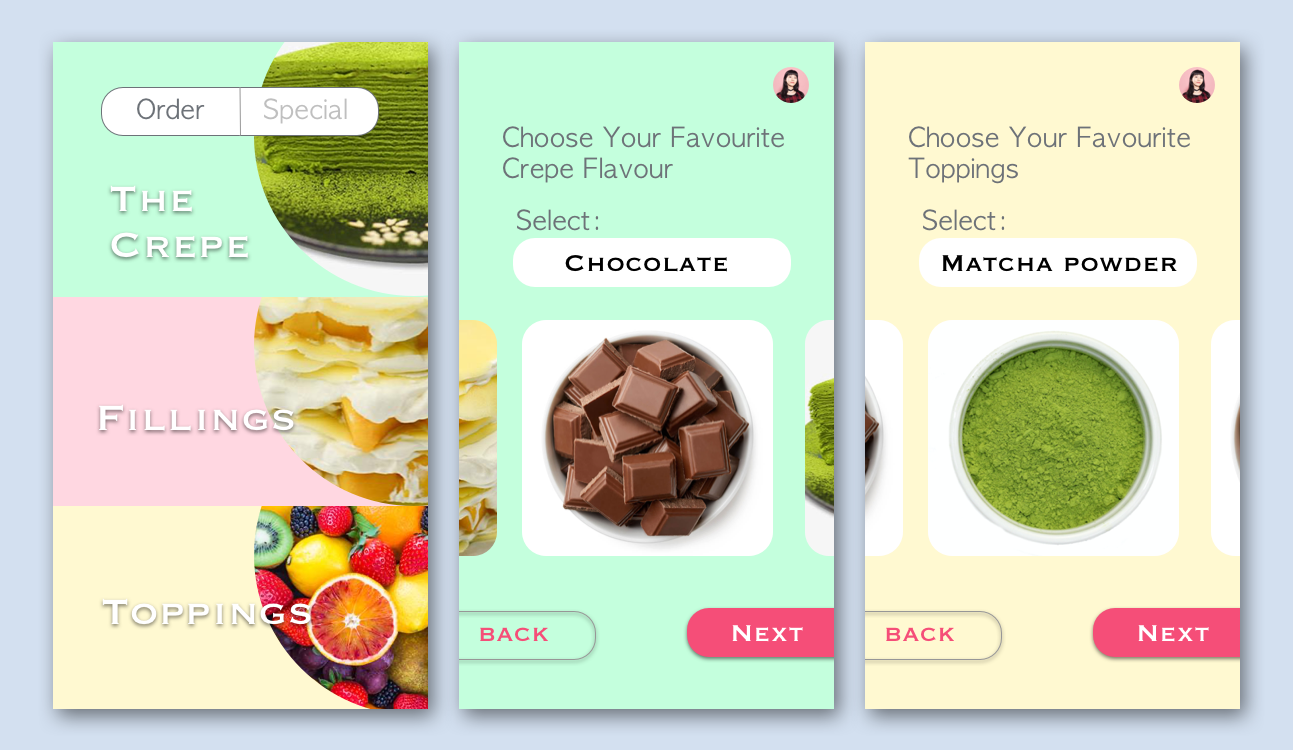 Order
Special
THE
CREPE
FILLINGS
TOPPINGS
Choose Your Favourite
Crepe Flavour
Select:
CHOCOLATE
BACK
NEXT
Choose Your Favourite
Toppings
Select:
MATCHA POWDER
BACK
NEXT